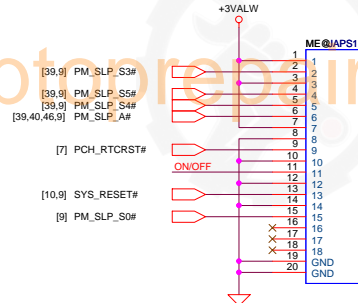 +3VALW
ME@JAPS1
1 1
[39,9] PM_SLP_S3# 2 2
3 3
[39,9] PM_SLP_S5# 4 4
[39,9] PM_SLP_S4# 5 5
[39,40,46,9] PM_SLP_A# 6 6
7 7
8 8
[7] PCH_RTCRST# 9 9
10 10
ON/OFF 11 11
12 12
[10,9] SYS_RESET# 13 13
14 14
[9] PM_SLP_S0# 15 15
16 16
17 17
18 18
19 GND
20 GND